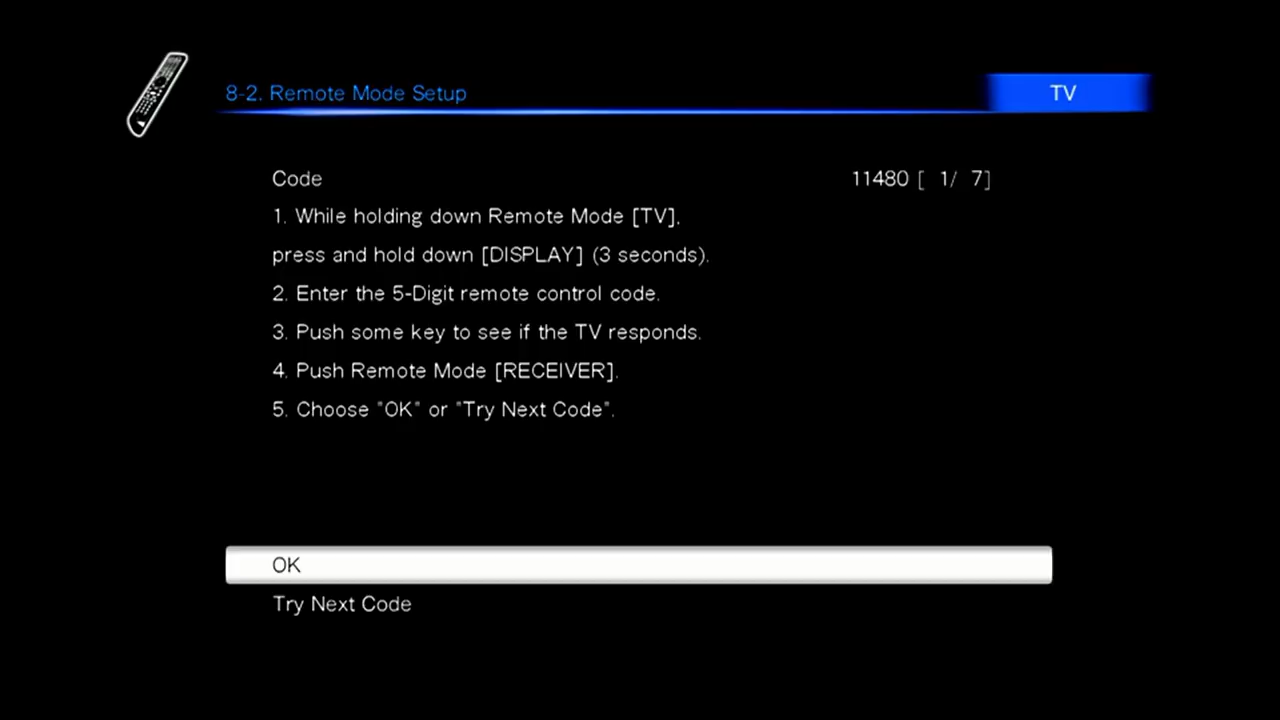 8-2. Remote Mode Setup
TV
Code 11480 [ 1/ 7]
1. While holding down Remote Mode [TV],
press and hold down [DISPLAY] (3 seconds).
2. Enter the 5-Digit remote control code.
3. Push some key to see if the TV responds.
4. Push Remote Mode [RECEIVER].
5. Choose "OK" or "Try Next Code".
OK
Try Next Code